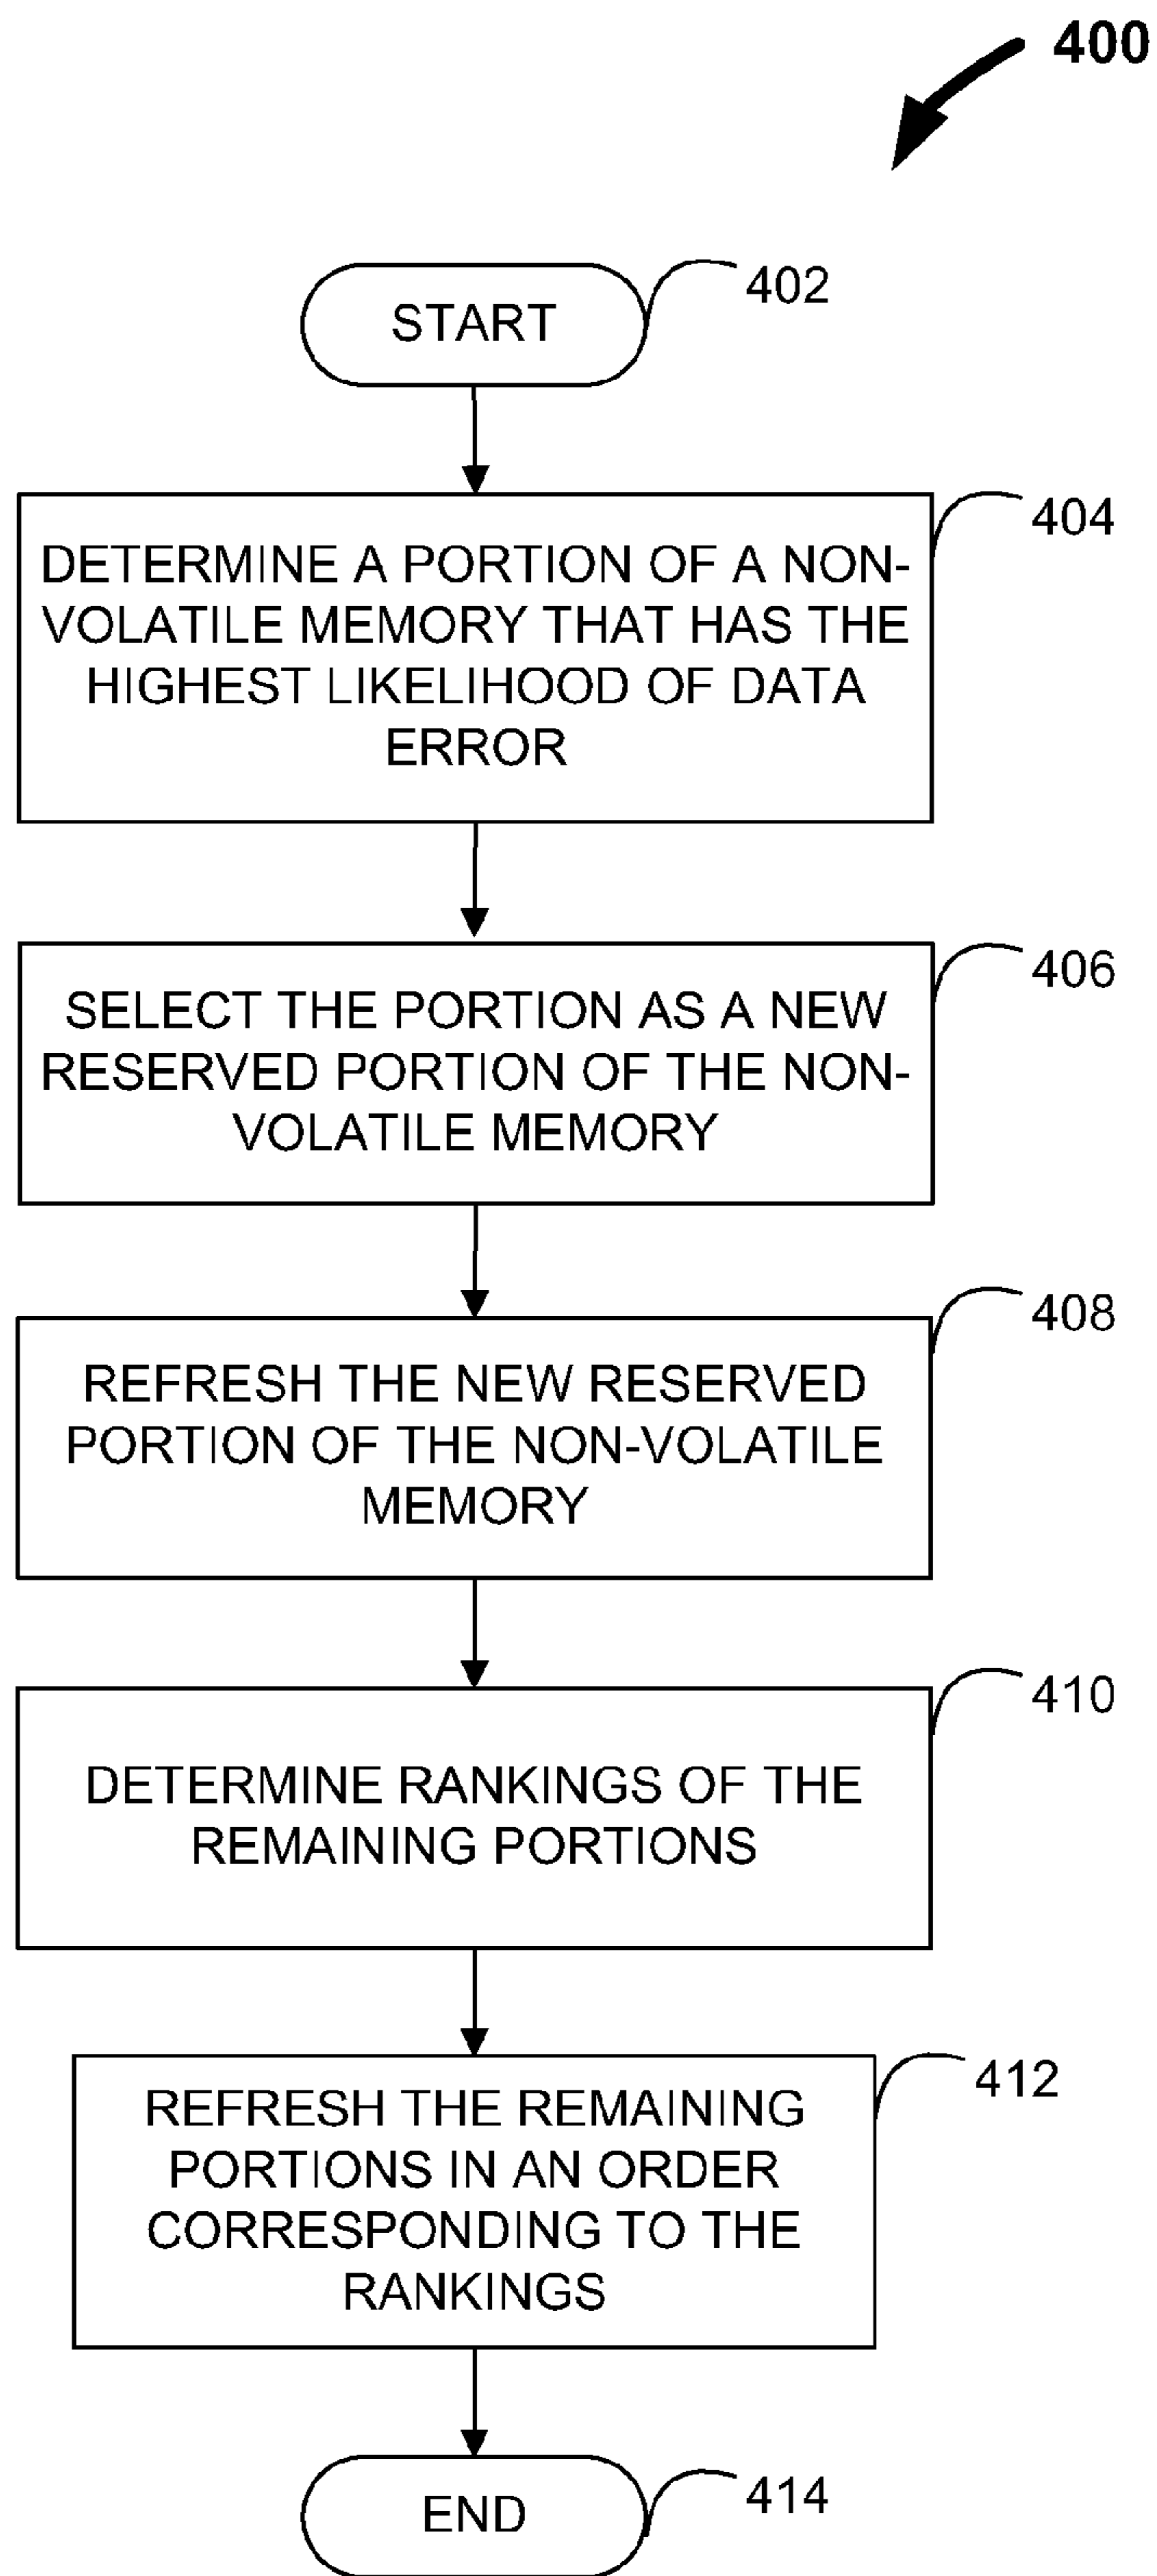 400
START
402
DETERMINE A PORTION OF A NON-
VOLATILE MEMORY THAT HAS THE
HIGHEST LIKELIHOOD OF DATA
ERROR
404
SELECT THE PORTION AS A NEW
RESERVED PORTION OF THE NON-
VOLATILE MEMORY
406
REFRESH THE NEW RESERVED
PORTION OF THE NON-VOLATILE
MEMORY
408
DETERMINE RANKINGS OF THE
REMAINING PORTIONS
410
REFRESH THE REMAINING
PORTIONS IN AN ORDER
CORRESPONDING TO THE
RANKINGS
412
END
414